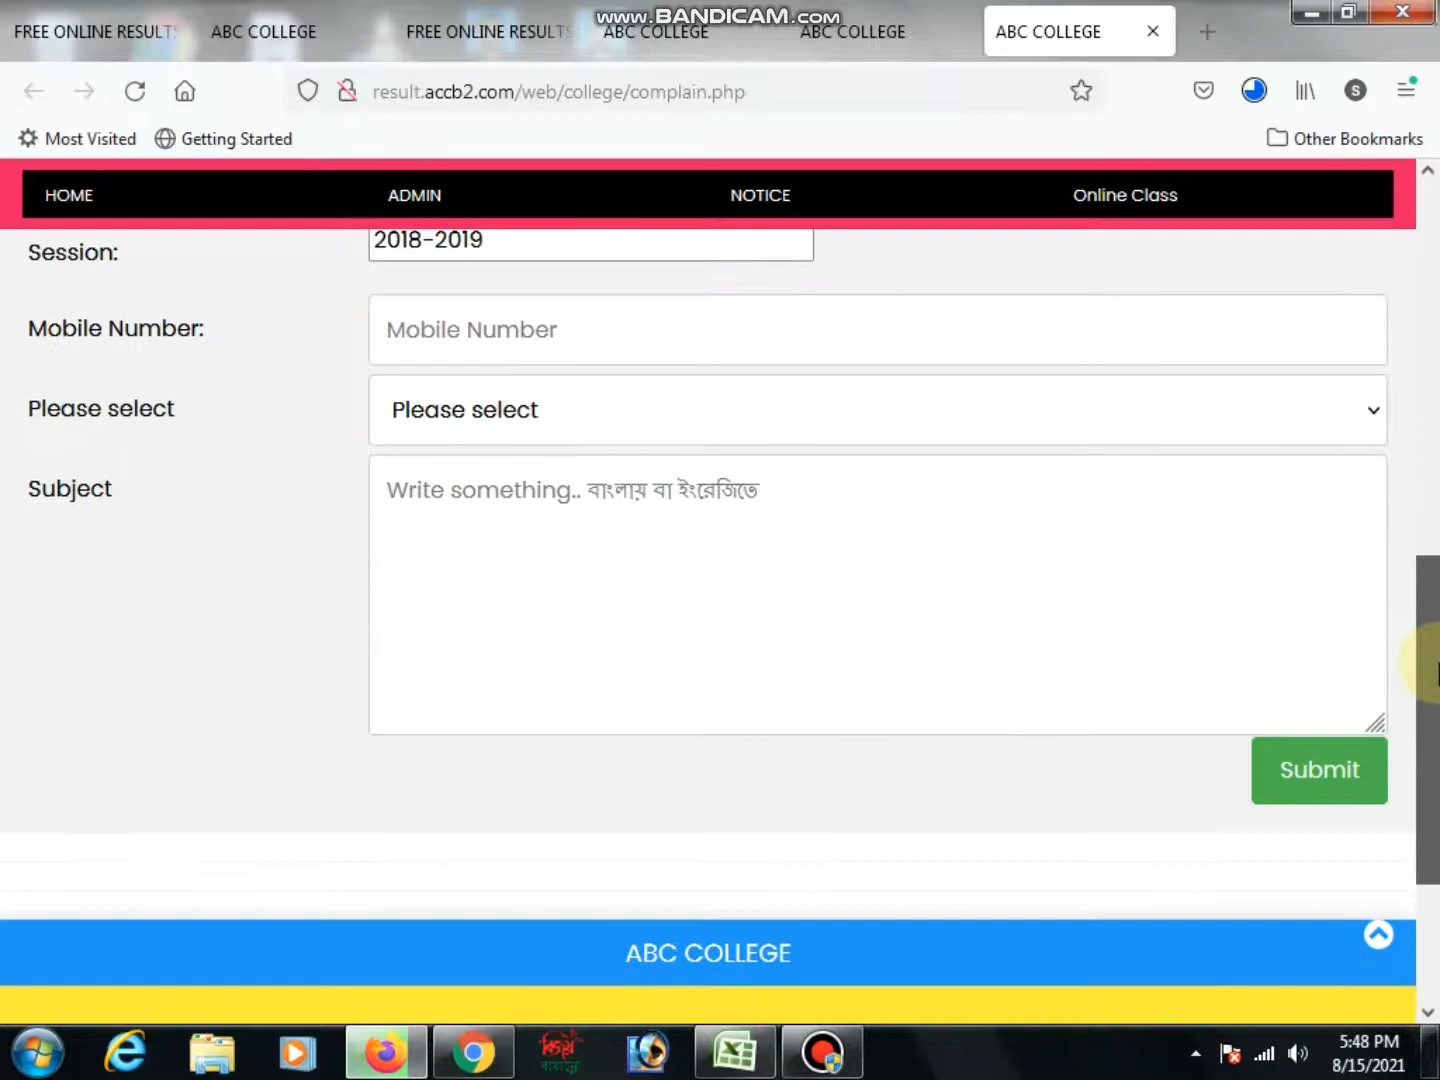 www.BANDICAM.com
FREE ONLINE RESULT
ABC COLLEGE
FREE ONLINE RESULTS
ABC COLLEGE
ABC COLLEGE
ABC COLLEGE
result.accb2.com/web/college/complain.php
S
Most Visited
Getting Started
Other Bookmarks
HOME
ADMIN
NOTICE
Online Class
Session:
2018-2019
Mobile Number:
Mobile Number
Please select
Please select
Subject
Write something.. বাংলায় বা ইংরেজিতে
Submit
ABC COLLEGE
5:48 PM
8/15/2021